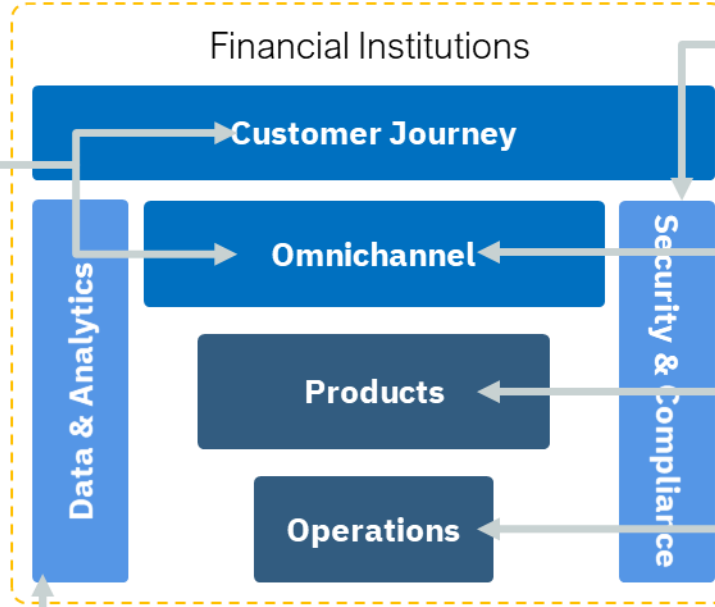 Financial Institutions
Customer Journey
Data & Analytics
Omnichannel
Security & Compliance
Products
Operations